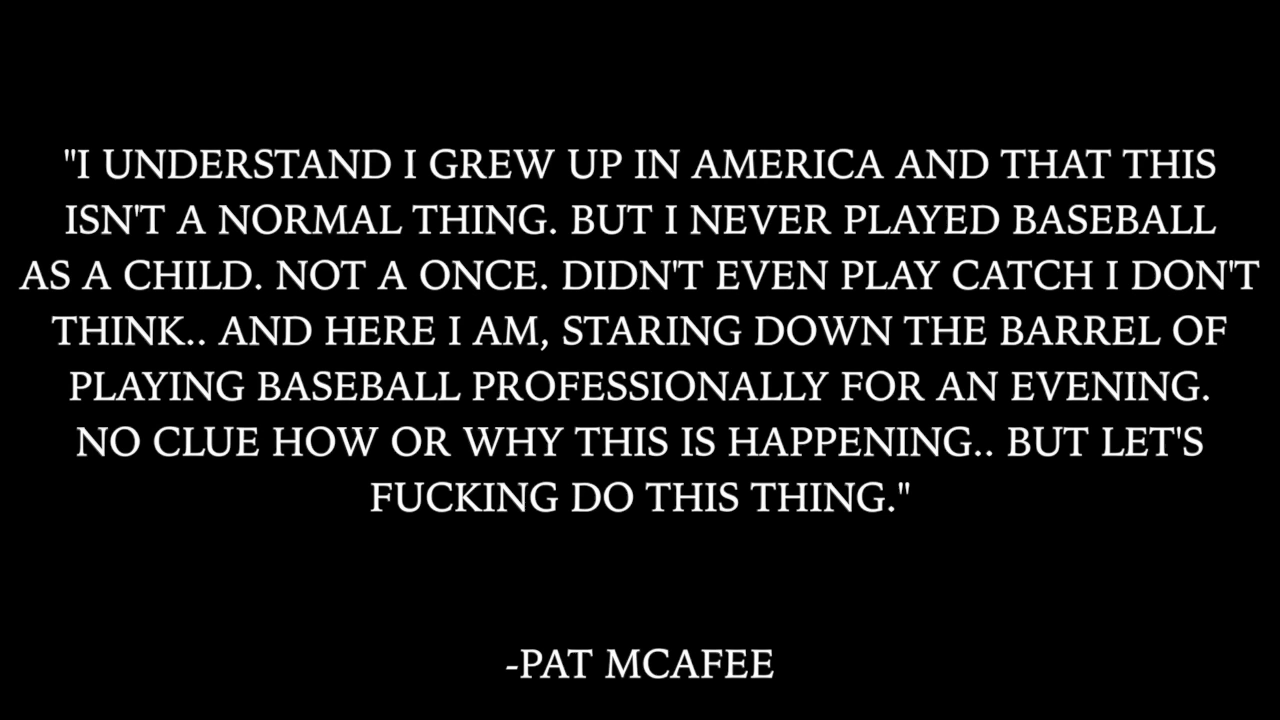 "I UNDERSTAND I GREW UP IN AMERICA AND THAT THIS
ISN'T A NORMAL THING. BUT I NEVER PLAYED BASEBALL
AS A CHILD. NOT A ONCE. DIDN'T EVEN PLAY CATCH I DON'T
THINK.. AND HERE I AM, STARING DOWN THE BARREL OF
PLAYING BASEBALL PROFESSIONALLY FOR AN EVENING.
NO CLUE HOW OR WHY THIS IS HAPPENING.. BUT LET'S
FUCKING DO THIS THING."
-PAT MCAFEE